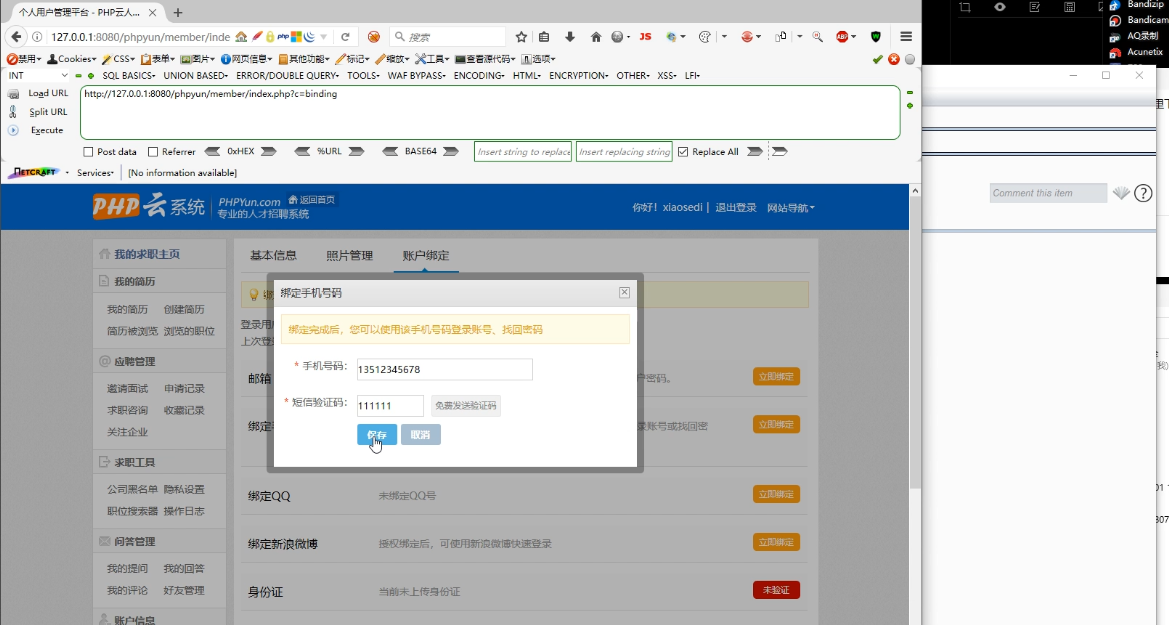 个人用户管理平台 - PHP云人...
127.0.0.1:8080/phpyun/member/inde
php
搜索
JS
ABP
禁用
Cookies
CSS
表单
图片
网页信息
其他功能
标记
缩放
工具
查看源代码
选项
INT
SQL BASICS
UNION BASED
ERROR/DOUBLE QUERY
TOOLS
WAF BYPASS
ENCODING
HTML
ENCRYPTION
OTHER
XSS
LFI
Load URL
Split URL
Execute
http://127.0.0.1:8080/phpyun/member/index.php?c=binding
Post data
Referrer
0xHEX
%URL
BASE64
Insert string to replace
Insert replacing string
Replace All
NETCRAFT
Services
[No information available]
PHP云系统
PHPYun.com
返回首页
专业的人才招聘系统
你好！xiaosedi | 退出登录 网站导航
我的求职主页
我的简历
我的简历 创建简历
简历被浏览 浏览的职位
应聘管理
邀请面试 申请记录
求职咨询 收藏记录
关注企业
求职工具
公司黑名单 隐私设置
职位搜索器 操作日志
问答管理
我的提问 我的回答
我的评论 好友管理
账户信息
基本信息 照片管理 账户绑定
登录用
上次登
邮箱
户密码。
立即绑定
绑定
录账号或找回密
立即绑定
绑定手机号码
绑定完成后，您可以使用该手机号码登录账号、找回密码
* 手机号码： 13512345678
* 短信验证码： 111111 免费发送验证码
保存 取消
绑定QQ 未绑定QQ号 立即绑定
绑定新浪微博 授权绑定后，可使用新浪微博快速登录 立即绑定
身份证 当前未上传身份证 未验证
Bandizip
Bandicam
AQ录制
Acunetix
Comment this item
里下
我)
01
307